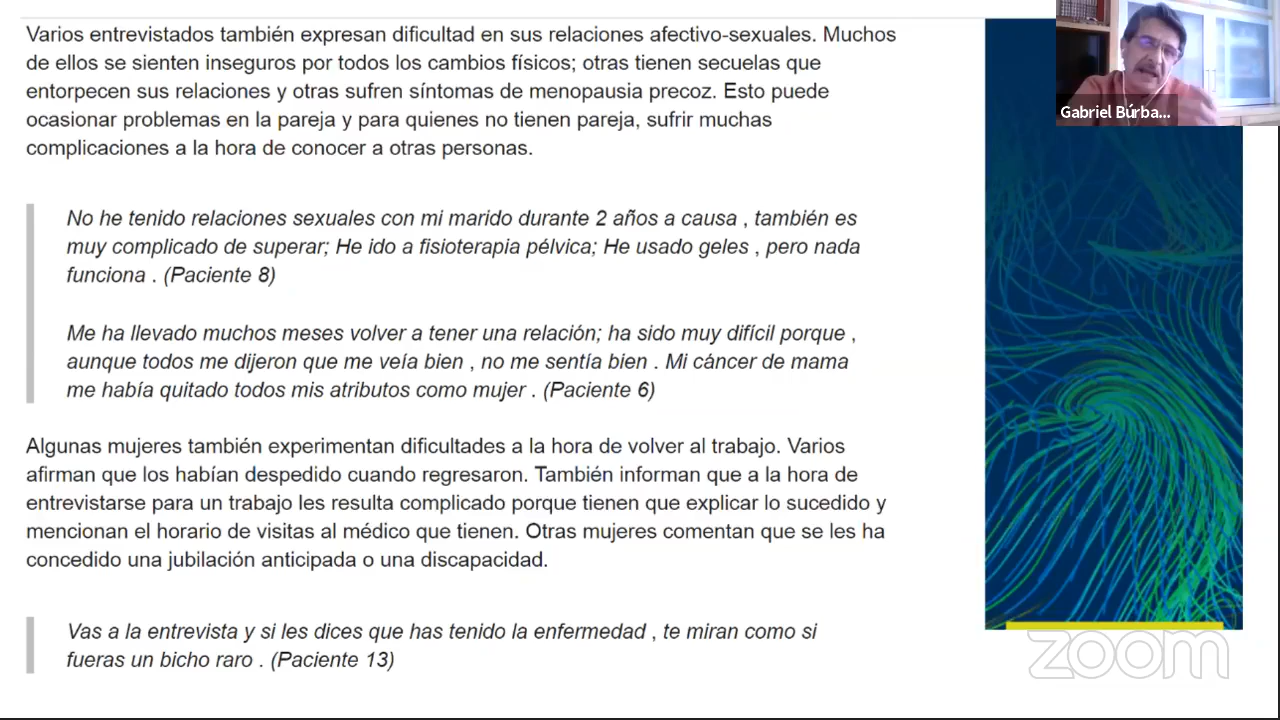 Varios entrevistados también expresan dificultad en sus relaciones afectivo-sexuales. Muchos
de ellos se sienten inseguros por todos los cambios físicos; otras tienen secuelas que
entorpecen sus relaciones y otras sufren síntomas de menopausia precoz. Esto puede
ocasionar problemas en la pareja y para quienes no tienen pareja, sufrir muchas
complicaciones a la hora de conocer a otras personas.
No he tenido relaciones sexuales con mi marido durante 2 años a causa , también es
muy complicado de superar; He ido a fisioterapia pélvica; He usado geles , pero nada
funciona . (Paciente 8)
Me ha llevado muchos meses volver a tener una relación; ha sido muy difícil porque ,
aunque todos me dijeron que me veía bien , no me sentía bien . Mi cáncer de mama
me había quitado todos mis atributos como mujer . (Paciente 6)
Algunas mujeres también experimentan dificultades a la hora de volver al trabajo. Varios
afirman que los habían despedido cuando regresaron. También informan que a la hora de
entrevistarse para un trabajo les resulta complicado porque tienen que explicar lo sucedido y
mencionan el horario de visitas al médico que tienen. Otras mujeres comentan que se les ha
concedido una jubilación anticipada o una discapacidad.
Vas a la entrevista y si les dices que has tenido la enfermedad , te miran como si
fueras un bicho raro . (Paciente 13)
Gabriel Búrba...
zoom